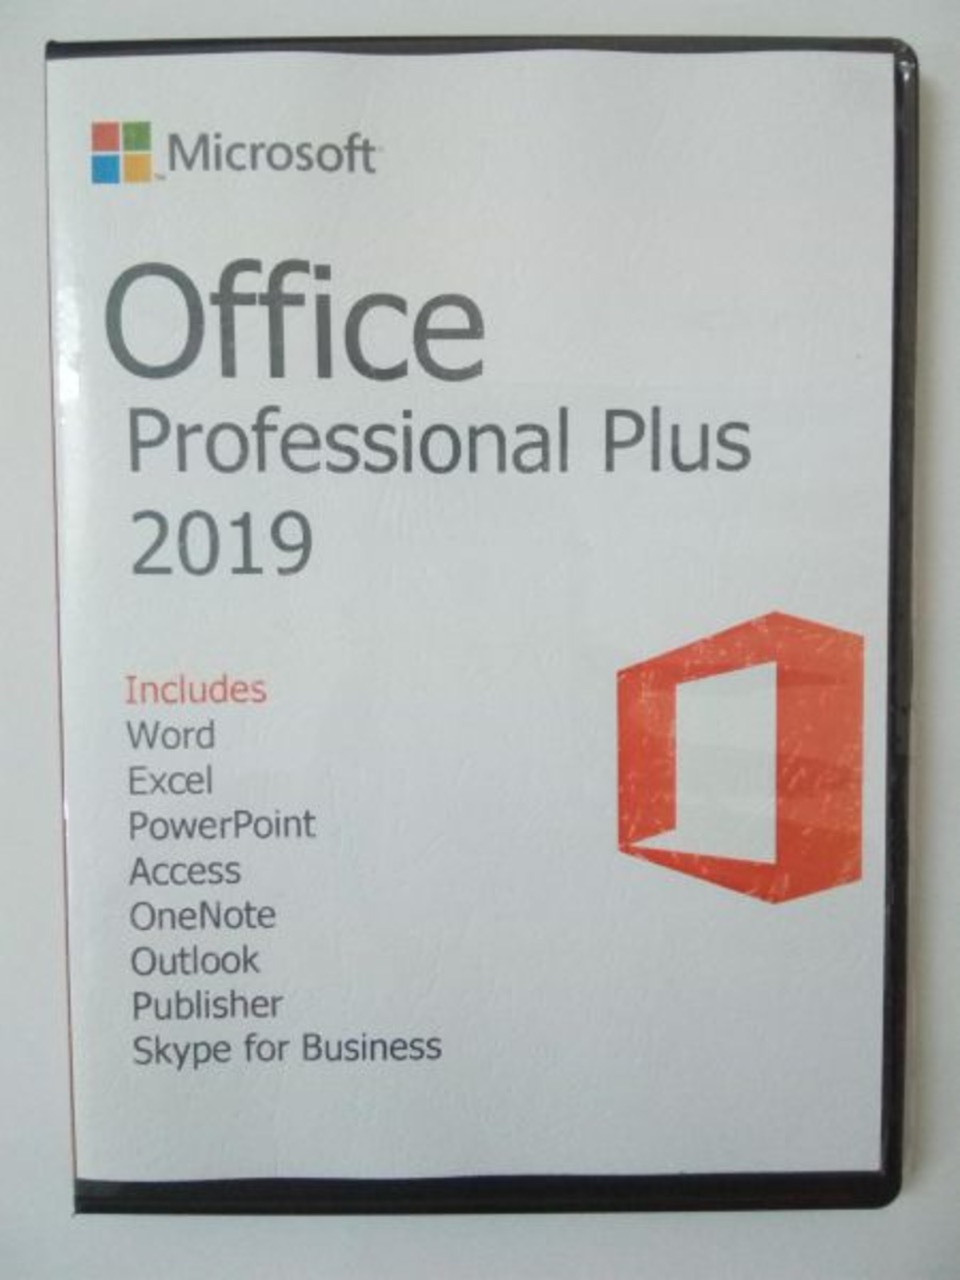 Microsoft
Office
Professional Plus
2019
Includes
Word
Excel
PowerPoint
Access
OneNote
Outlook
Publisher
Skype for Business